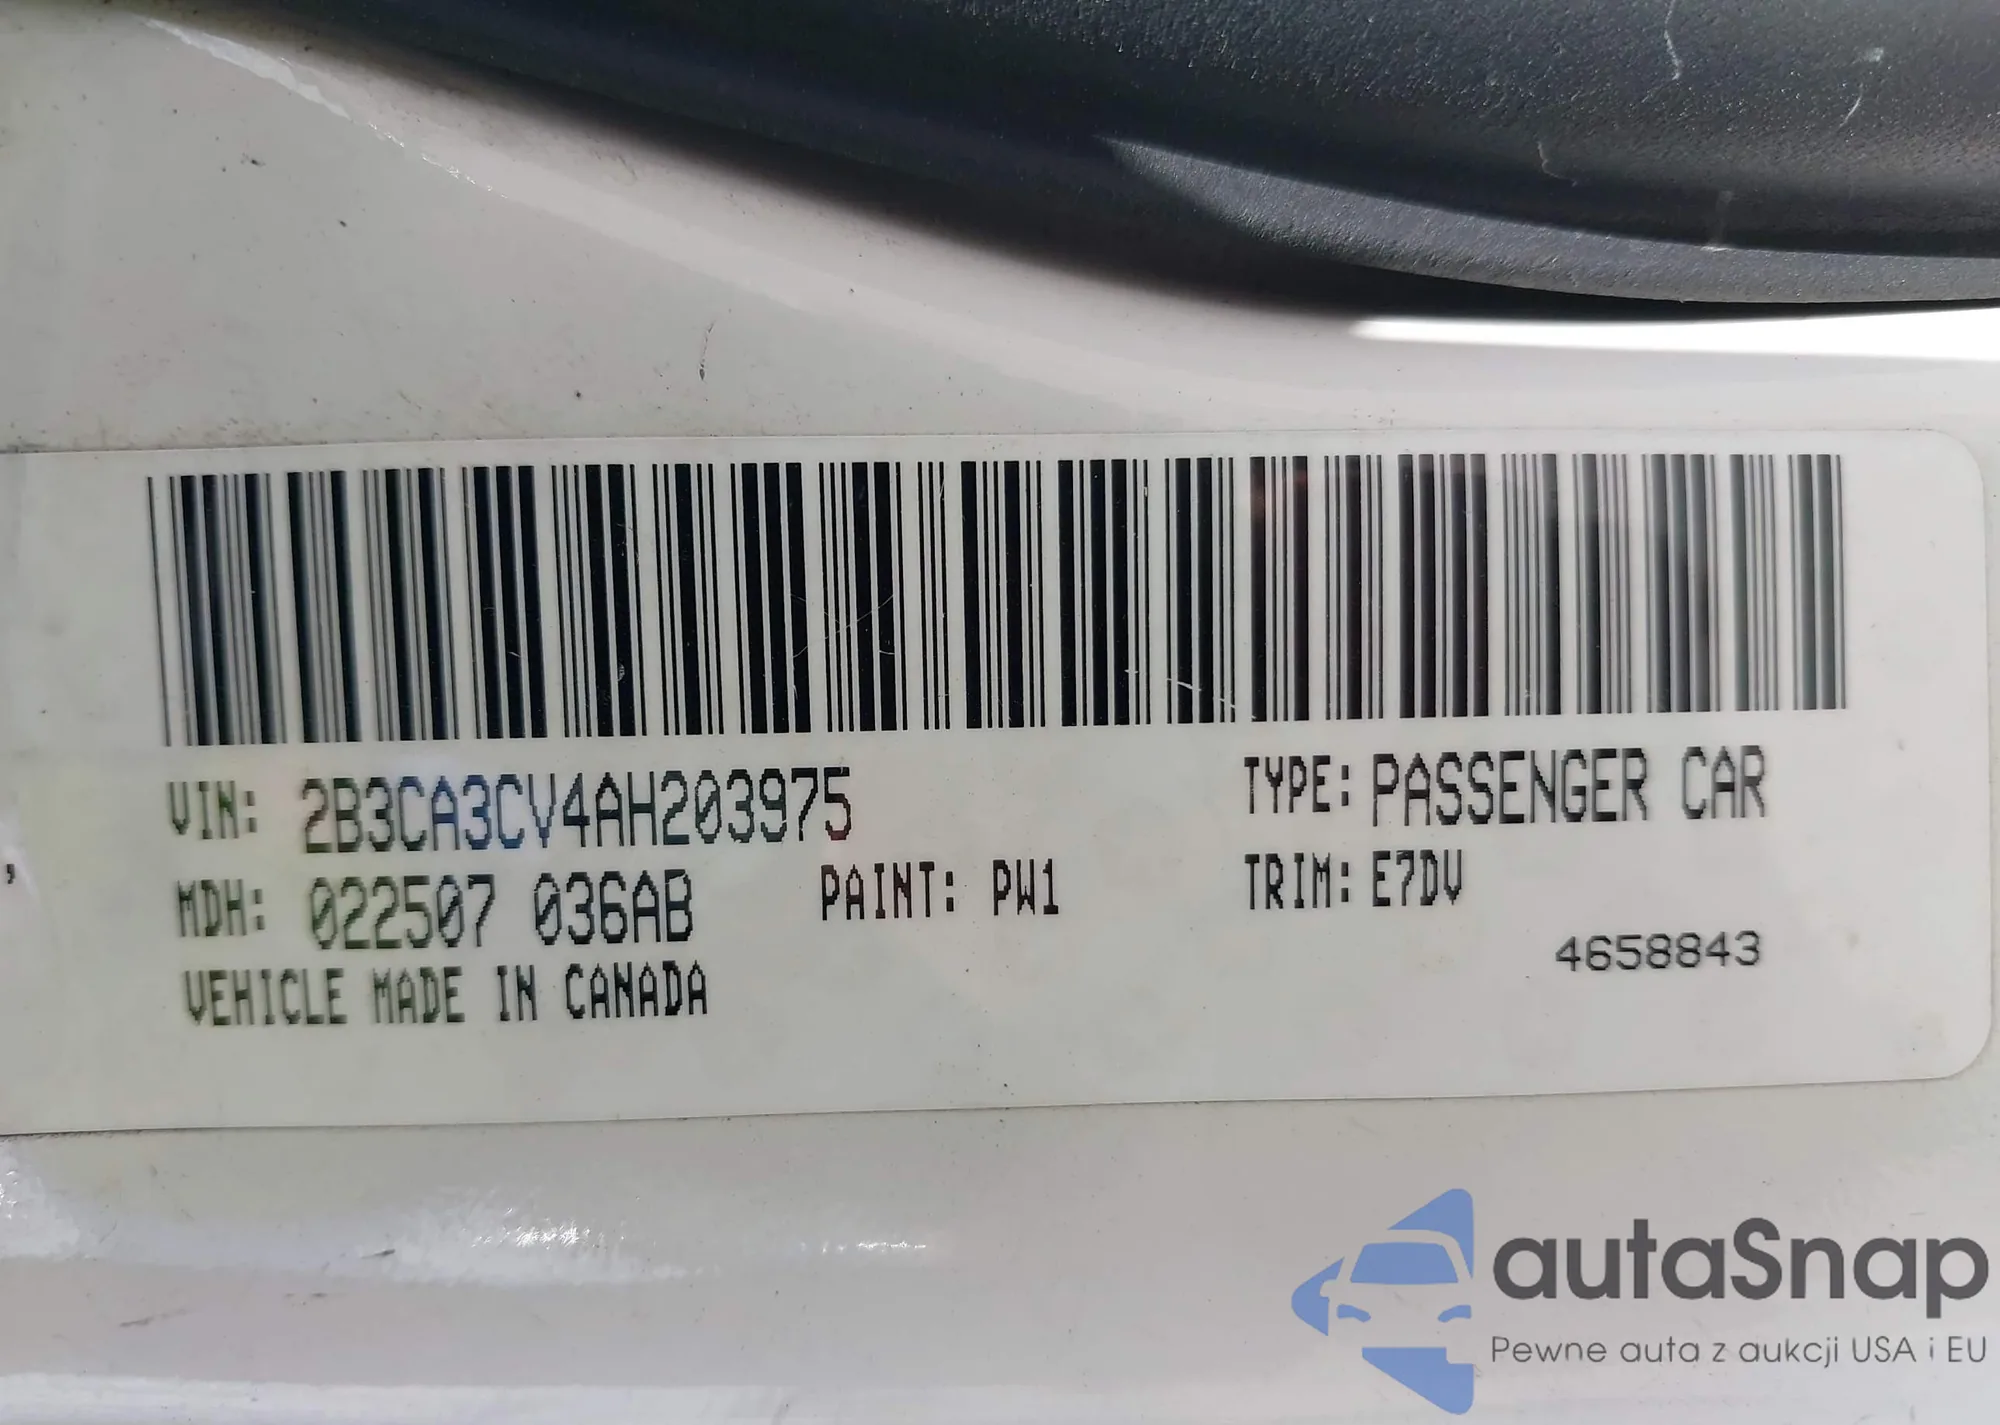 VIN: 2B3CA3CV4AH203975 TYPE: PASSENGER CAR
MDH: 022507 036AB PAINT: PW1 TRIM: E7DV
4658843
VEHICLE MADE IN CANADA
autaSnap
Pewne auta z aukcji USA i EU